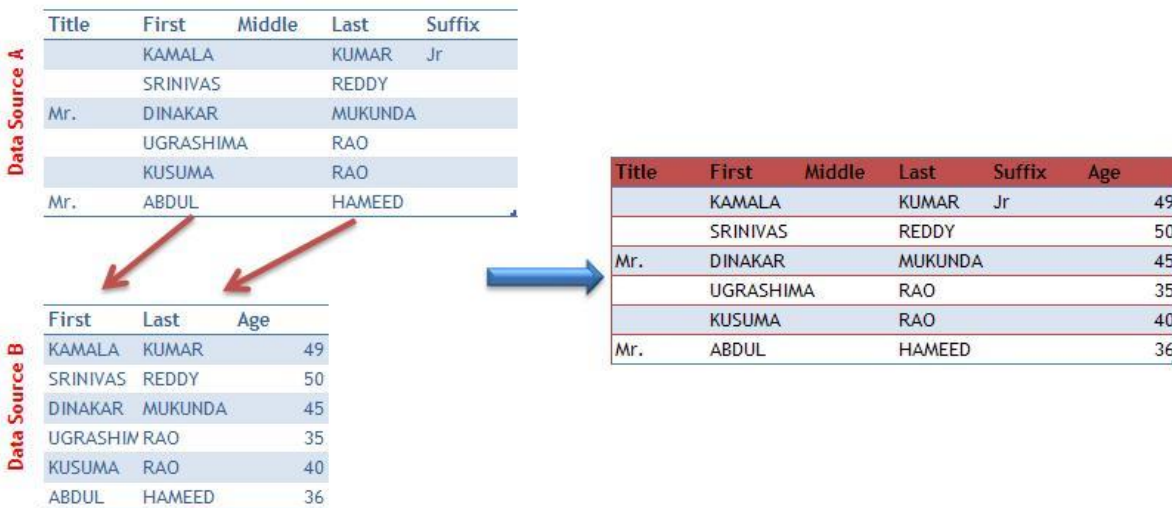 Data Source A
Title First Middle Last Suffix
KAMALA KUMAR Jr
SRINIVAS REDDY
Mr. DINAKAR MUKUNDA
UGRASHIMA RAO
KUSUMA RAO
Mr. ABDUL HAMEED
Data Source B
First Last Age
KAMALA KUMAR 49
SRINIVAS REDDY 50
DINAKAR MUKUNDA 45
UGRASHIM RAO 35
KUSUMA RAO 40
ABDUL HAMEED 36
Title First Middle Last Suffix Age
KAMALA KUMAR Jr 49
SRINIVAS REDDY 50
Mr. DINAKAR MUKUNDA 45
UGRASHIMA RAO 35
KUSUMA RAO 40
Mr. ABDUL HAMEED 36